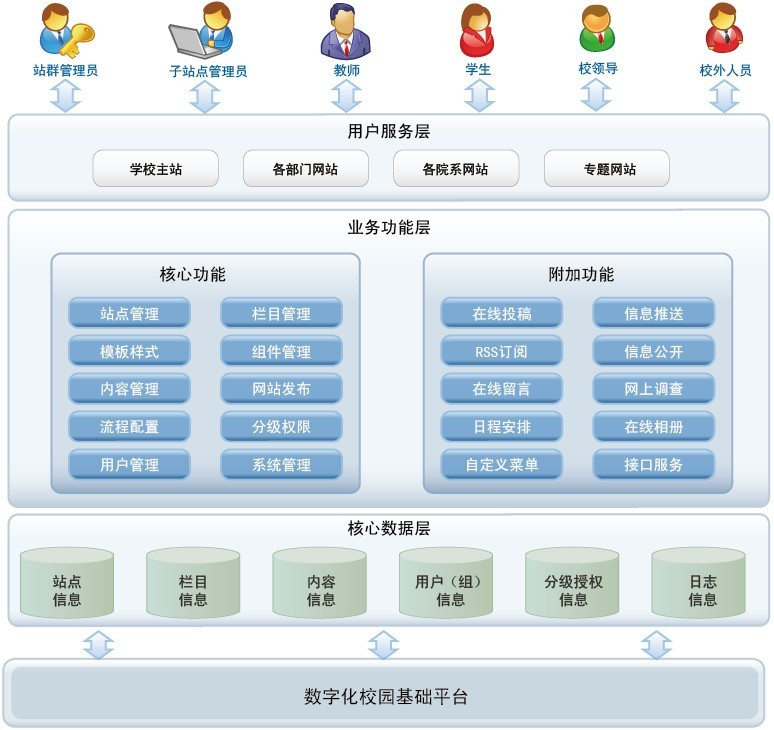 站群管理员
子站点管理员
教师
学生
校领导
校外人员
用户服务层
学校主站
各部门网站
各院系网站
专题网站
业务功能层
核心功能
站点管理
栏目管理
模板样式
组件管理
内容管理
网站发布
流程配置
分级权限
用户管理
系统管理
附加功能
在线投稿
信息推送
RSS订阅
信息公开
在线留言
网上调查
日程安排
在线相册
自定义菜单
接口服务
核心数据层
站点
信息
栏目
信息
内容
信息
用户（组）
信息
分级授权
信息
日志
信息
数字化校园基础平台